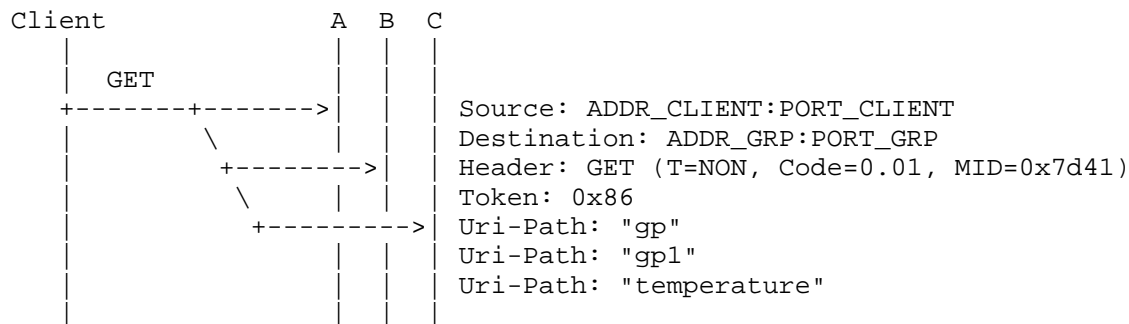 Client A B C
GET
Source: ADDR_CLIENT:PORT_CLIENT
Destination: ADDR_GRP:PORT_GRP
Header: GET (T=NON, Code=0.01, MID=0x7d41)
Token: 0x86
Uri-Path: "gp"
Uri-Path: "gp1"
Uri-Path: "temperature"